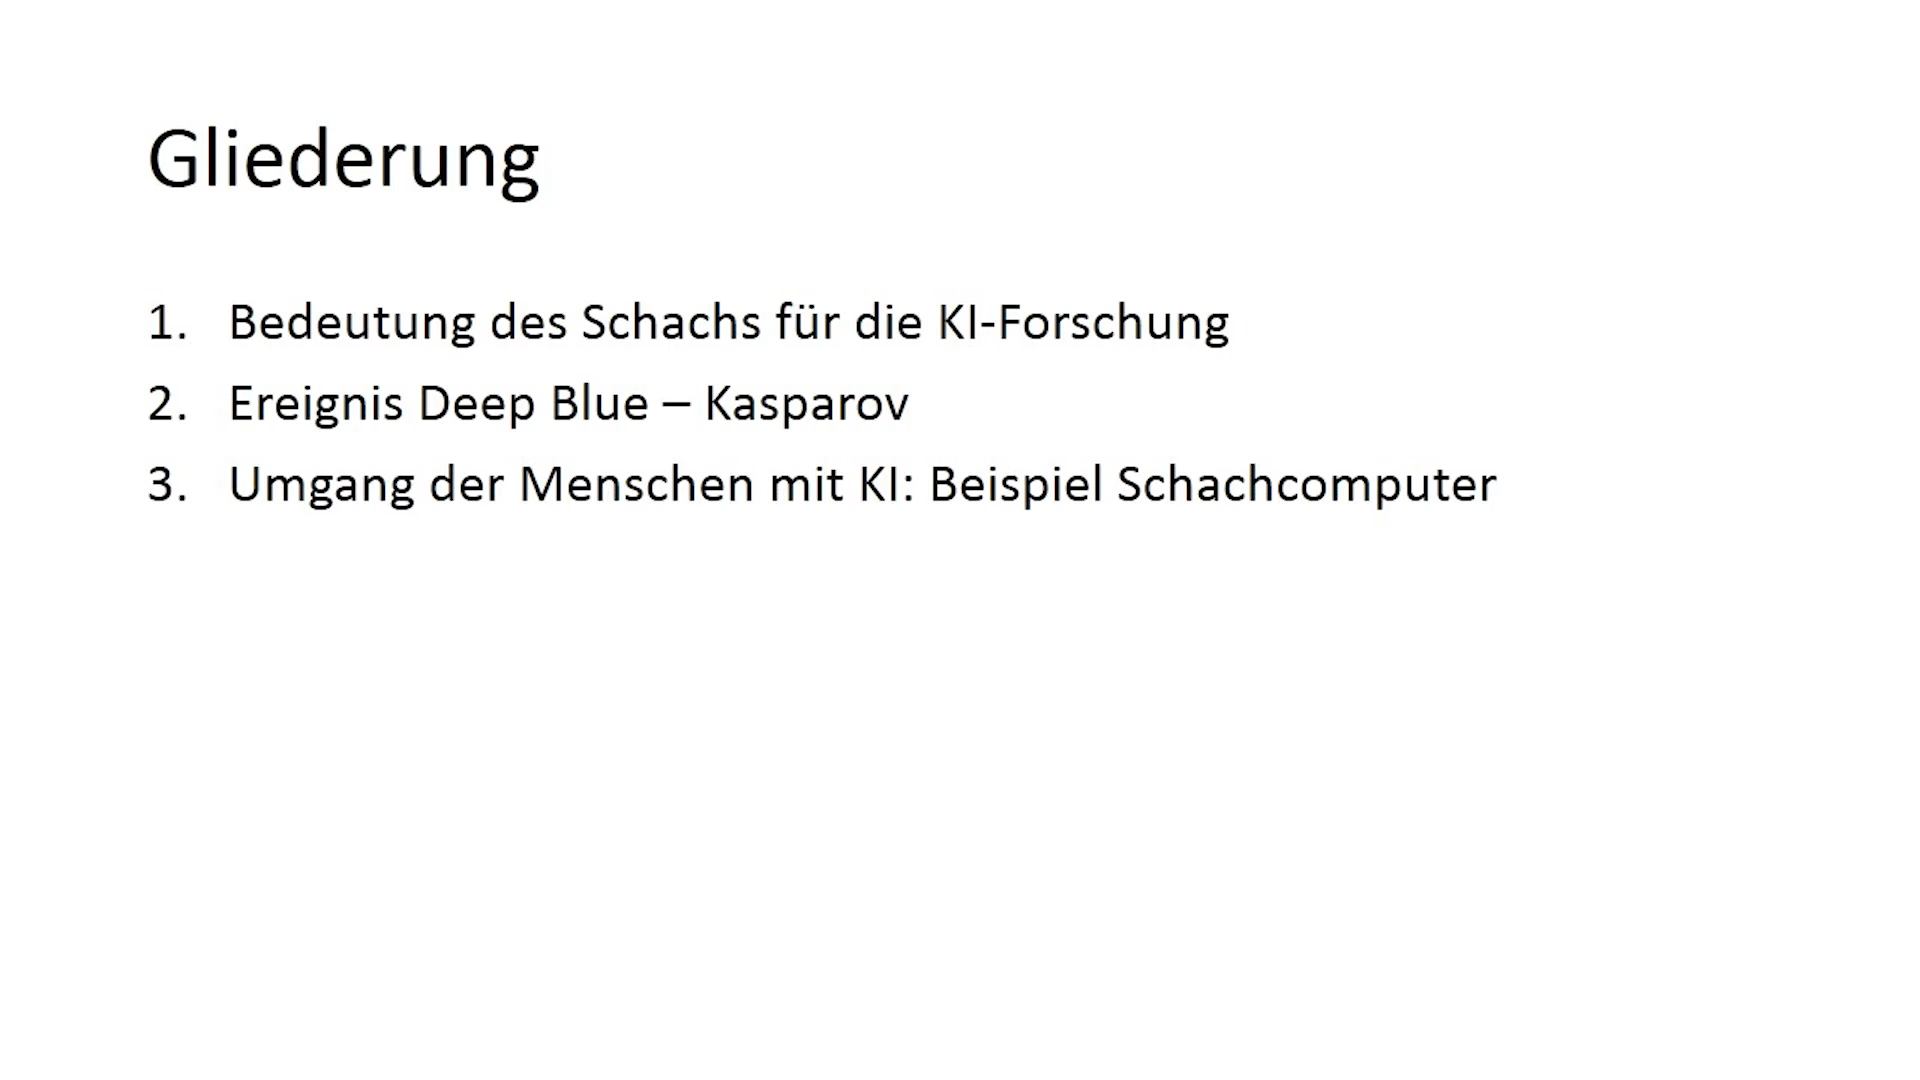 Gliederung
1. Bedeutung des Schachs für die KI-Forschung
2. Ereignis Deep Blue – Kasparov
3. Umgang der Menschen mit KI: Beispiel Schachcomputer